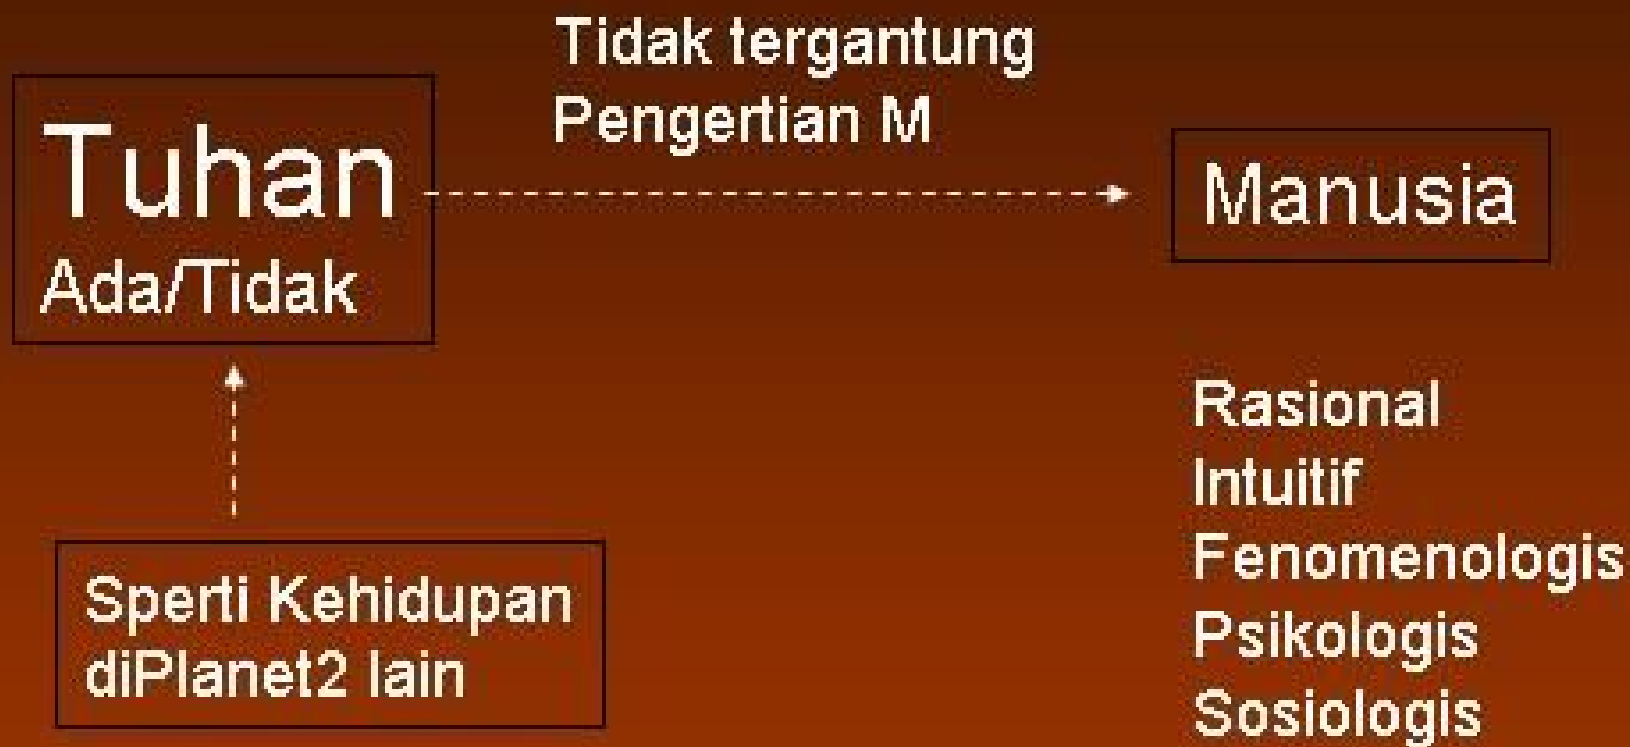 Tidak tergantung
Pengertian M
Tuhan
Ada/Tidak
Manusia
Rasional
Intuitif
Fenomenologis
Psikologis
Sosiologis
Sperti Kehidupan
diPlanet2 lain